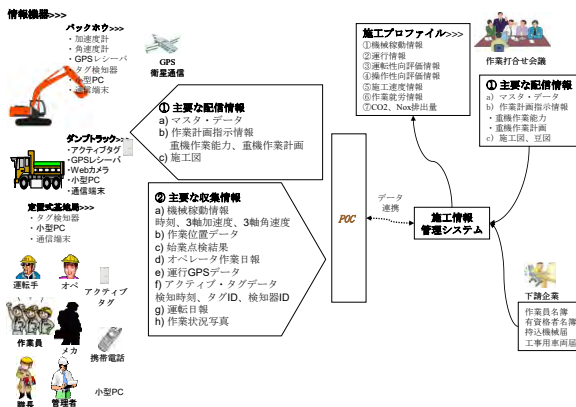 情報機器>>>
バックホウ>>>
・加速度計
・角速度計
・GPSレシーバ
・タグ検知器
・小型PC
・通信端末
GPS
衛星通信
ダンプトラック>>>
・アクティブタグ
・GPSレシーバ
・Webカメラ
・小型PC
・通信端末
定置式基地局>>>
・タグ検知器
・小型PC
・通信端末
運転手
オペ
アクティブ
タグ
作業員
メカ
携帯電話
職長
管理者
小型PC
① 主要な配信情報
a) マスタ・データ
b) 作業計画指示情報
重機作業能力、重機作業計画
c) 施工図
② 主要な収集情報
a) 機械稼動情報
時刻、3軸加速度、3軸角速度
b) 作業位置データ
c) 始業点検結果
d) オペレータ作業日報
e) 運行GPSデータ
f) アクティブ・タグデータ
検知時刻、タグID、検知器ID
g) 運転日報
h) 作業状況写真
POC
データ
連携
施工情報
管理システム
施工プロファイル>>>
①機械稼動情報
②運行情報
③運転性向評価情報
④操作性向評価情報
⑤施工速度情報
⑥作業就労情報
⑦CO2、Nox排出量
作業打合せ会議
① 主要な配信情報
a) マスタ・データ
b) 作業計画指示情報
・重機作業能力
・重機作業計画
c) 施工図、豆図
下請企業
作業員名簿
有資格者名簿
持込機械届
工事用車両届